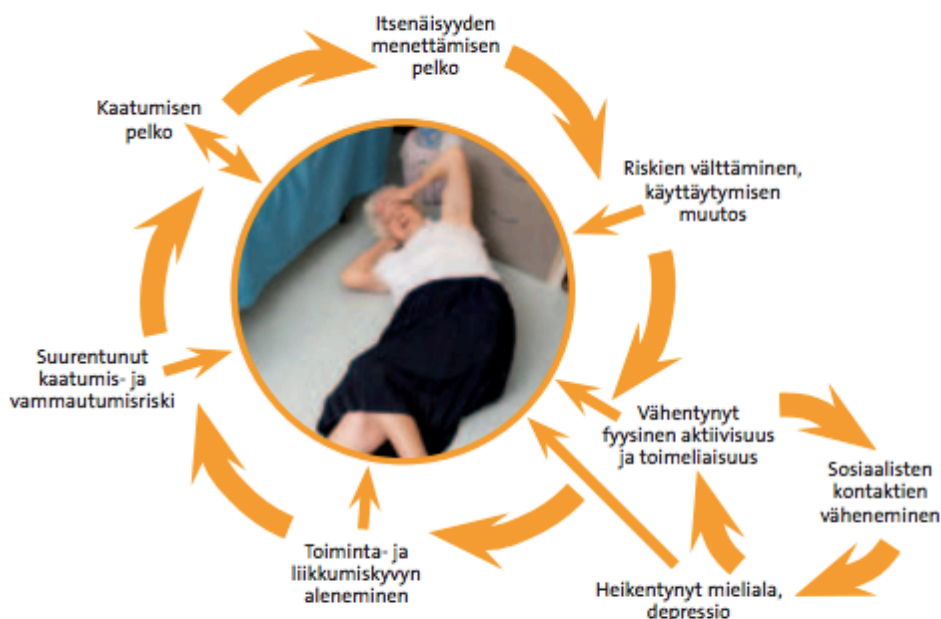 Itsenäisyyden
menettämisen
pelko
Kaatumisen
pelko
Riskien välttäminen,
käyttäytymisen
muutos
Suurentunut
kaatumis- ja
vammautumisriski
Vähentynyt
fyysinen aktiivisuus
ja toimeliaisuus
Sosiaalisten
kontaktien
väheneminen
Toiminta- ja
liikkumiskyvyn
aleneminen
Heikentynyt mieliala,
depressio